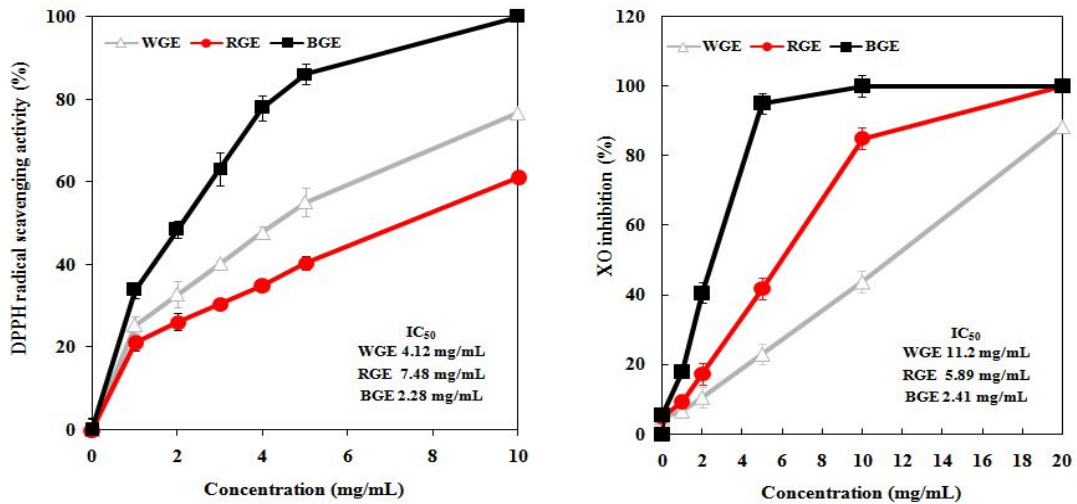 DPPH radical scavenging activity (%)
100
80
60
40
20
0
WGE RGE BGE
IC50
WGE 4.12 mg/mL
RGE 7.48 mg/mL
BGE 2.28 mg/mL
0 2 4 6 8 10
Concentration (mg/mL)
XO inhibition (%)
120
100
80
60
40
20
0
WGE RGE BGE
IC50
WGE 11.2 mg/mL
RGE 5.89 mg/mL
BGE 2.41 mg/mL
0 2 4 6 8 10 12 14 16 18 20
Concentration (mg/mL)